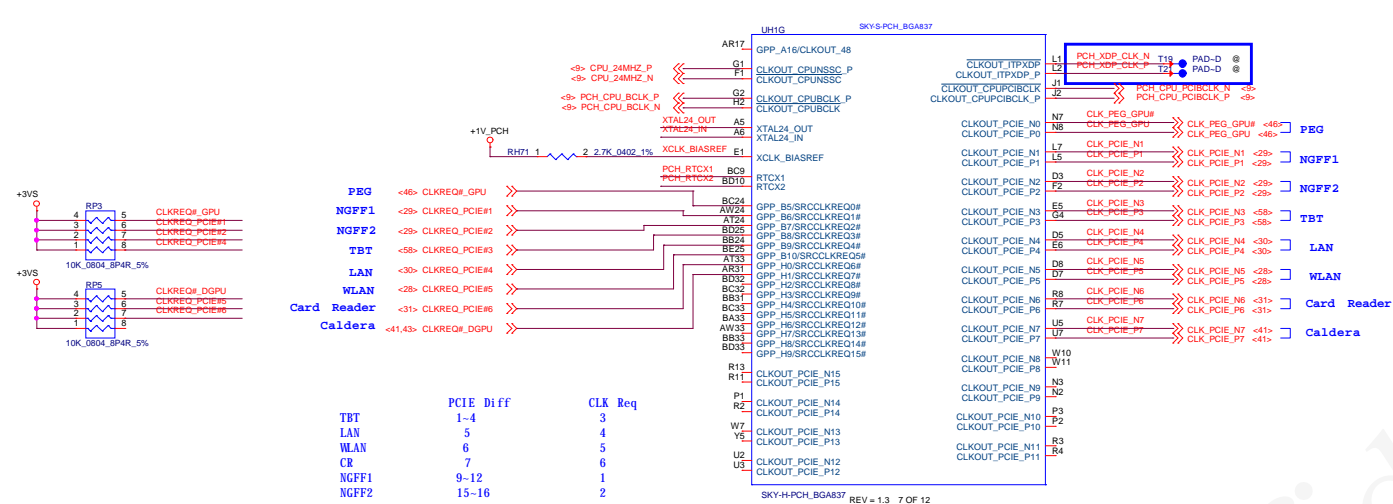 UH1G
SKY-S-PCH_BGA837
AR17
GPP_A16/CLKOUT_48
<9> CPU_24MHZ_P
<9> CPU_24MHZ_N
G1
F1
CLKOUT_CPUNSSC_P
CLKOUT_CPUNSSC
<9> PCH_CPU_BCLK_P
<9> PCH_CPU_BCLK_N
G2
H2
CLKOUT_CPUBCLK_P
CLKOUT_CPUBCLK
XTAL24_OUT
XTAL24_IN
A5
A6
XTAL24_OUT
XTAL24_IN
+1V_PCH
RH71 1 2 2.7K_0402_1%
XCLK_BIASREF
E1
XCLK_BIASREF
PCH_RTCX1
PCH_RTCX2
BC9
BD10
RTCX1
RTCX2
PEG <46> CLKREQ#_GPU
NGFF1 <29> CLKREQ_PCIE#1
NGFF2 <29> CLKREQ_PCIE#2
TBT <58> CLKREQ_PCIE#3
LAN <30> CLKREQ_PCIE#4
WLAN <28> CLKREQ_PCIE#5
Card Reader <31> CLKREQ_PCIE#6
Caldera <41,43> CLKREQ#_DGPU
BC24 GPP_B5/SRCCLKREQ0#
AW24 GPP_B6/SRCCLKREQ1#
AT24 GPP_B7/SRCCLKREQ2#
BD25 GPP_B8/SRCCLKREQ3#
BB24 GPP_B9/SRCCLKREQ4#
BE25 GPP_B10/SRCCLKREQ5#
AT33 GPP_H0/SRCCLKREQ6#
AR31 GPP_H1/SRCCLKREQ7#
BD32 GPP_H2/SRCCLKREQ8#
BC32 GPP_H3/SRCCLKREQ9#
BB31 GPP_H4/SRCCLKREQ10#
BC33 GPP_H5/SRCCLKREQ11#
BA33 GPP_H6/SRCCLKREQ12#
AW33 GPP_H7/SRCCLKREQ13#
BB33 GPP_H8/SRCCLKREQ14#
BD33 GPP_H9/SRCCLKREQ15#
R13 CLKOUT_PCIE_N15
R11 CLKOUT_PCIE_P15
P1 CLKOUT_PCIE_N14
R2 CLKOUT_PCIE_P14
W7 CLKOUT_PCIE_N13
Y5 CLKOUT_PCIE_P13
U2 CLKOUT_PCIE_N12
U3 CLKOUT_PCIE_P12
+3VS
RP3
4 5 CLKREQ#_GPU
3 6 CLKREQ_PCIE#1
2 7 CLKREQ_PCIE#2
1 8 CLKREQ_PCIE#4
10K_0804_8P4R_5%
+3VS
RP5
4 5 CLKREQ#_DGPU
3 6 CLKREQ_PCIE#5
2 7 CLKREQ_PCIE#6
1 8
10K_0804_8P4R_5%
CLKOUT_ITPXDP L1 PCH_XDP_CLK_N T19 PAD~D @
CLKOUT_ITPXDP_P L2 PCH_XDP_CLK_P T21 PAD~D @
CLKOUT_CPUPCIBCLK J1 PCH_CPU_PCIBCLK_N <9>
CLKOUT_CPUPCIBCLK_P J2 PCH_CPU_PCIBCLK_P <9>
CLKOUT_PCIE_N0 N7 CLK_PEG_GPU# CLK_PEG_GPU# <46>
CLKOUT_PCIE_P0 N8 CLK_PEG_GPU CLK_PEG_GPU <46>
PEG
CLKOUT_PCIE_N1 L7 CLK_PCIE_N1 CLK_PCIE_N1 <29>
CLKOUT_PCIE_P1 L5 CLK_PCIE_P1 CLK_PCIE_P1 <29>
NGFF1
CLKOUT_PCIE_N2 D3 CLK_PCIE_N2 CLK_PCIE_N2 <29>
CLKOUT_PCIE_P2 F2 CLK_PCIE_P2 CLK_PCIE_P2 <29>
NGFF2
CLKOUT_PCIE_N3 E5 CLK_PCIE_N3 CLK_PCIE_N3 <58>
CLKOUT_PCIE_P3 G4 CLK_PCIE_P3 CLK_PCIE_P3 <58>
TBT
CLKOUT_PCIE_N4 D5 CLK_PCIE_N4 CLK_PCIE_N4 <30>
CLKOUT_PCIE_P4 E6 CLK_PCIE_P4 CLK_PCIE_P4 <30>
LAN
CLKOUT_PCIE_N5 D8 CLK_PCIE_N5 CLK_PCIE_N5 <28>
CLKOUT_PCIE_P5 D7 CLK_PCIE_P5 CLK_PCIE_P5 <28>
WLAN
CLKOUT_PCIE_N6 R8 CLK_PCIE_N6 CLK_PCIE_N6 <31>
CLKOUT_PCIE_P6 R7 CLK_PCIE_P6 CLK_PCIE_P6 <31>
Card Reader
CLKOUT_PCIE_N7 U5 CLK_PCIE_N7 CLK_PCIE_N7 <41>
CLKOUT_PCIE_P7 U7 CLK_PCIE_P7 CLK_PCIE_P7 <41>
Caldera
CLKOUT_PCIE_N8 W10
CLKOUT_PCIE_P8 W11
CLKOUT_PCIE_N9 N3
CLKOUT_PCIE_P9 N2
CLKOUT_PCIE_N10 P3
CLKOUT_PCIE_P10 P2
CLKOUT_PCIE_N11 R3
CLKOUT_PCIE_P11 R4
PCIE Diff CLK Req
TBT 1~4 3
LAN 5 4
WLAN 6 5
CR 7 6
NGFF1 9~12 1
NGFF2 15~16 2
SKY-H-PCH_BGA837
REV = 1.3 7 OF 12